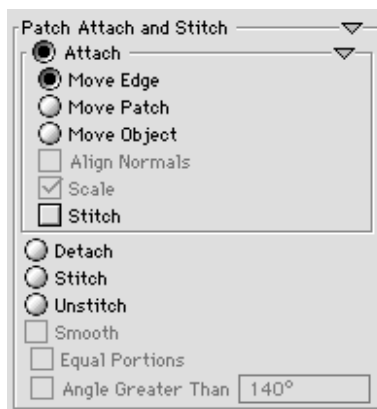 Patch Attach and Stitch
Attach
Move Edge
Move Patch
Move Object
Align Normals
Scale
Stitch
Detach
Stitch
Unstitch
Smooth
Equal Portions
Angle Greater Than 140°